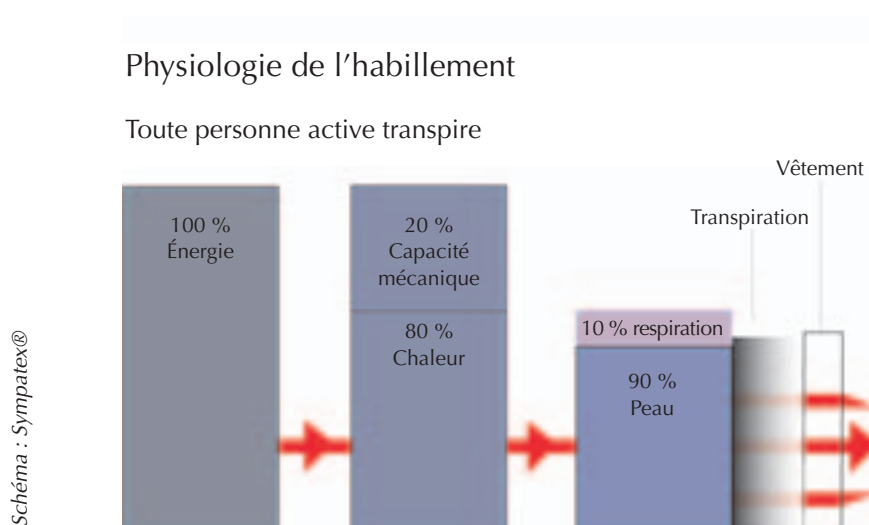 Physiologie de l'habillement
Toute personne active transpire
Vêtement
Transpiration
100 %
Énergie
20 %
Capacité
mécanique
80 %
Chaleur
10 % respiration
90 %
Peau
Schéma : Sympatex®